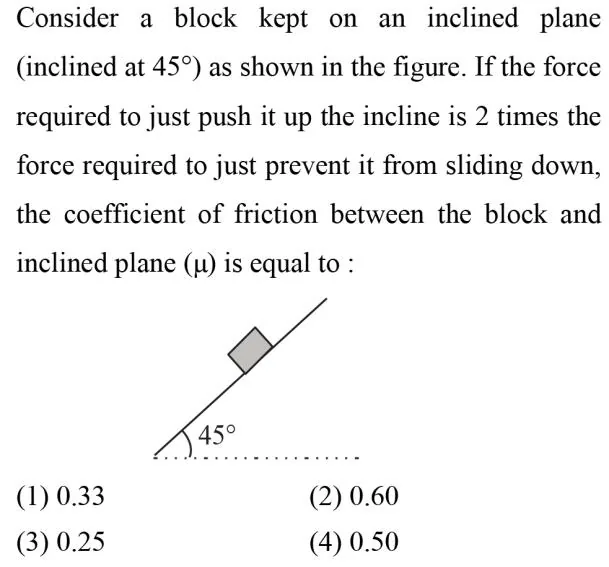 Consider a block kept on an inclined plane
(inclined at 45°) as shown in the figure. If the force
required to just push it up the incline is 2 times the
force required to just prevent it from sliding down,
the coefficient of friction between the block and
inclined plane (μ) is equal to :
45°
(1) 0.33 (2) 0.60
(3) 0.25 (4) 0.50